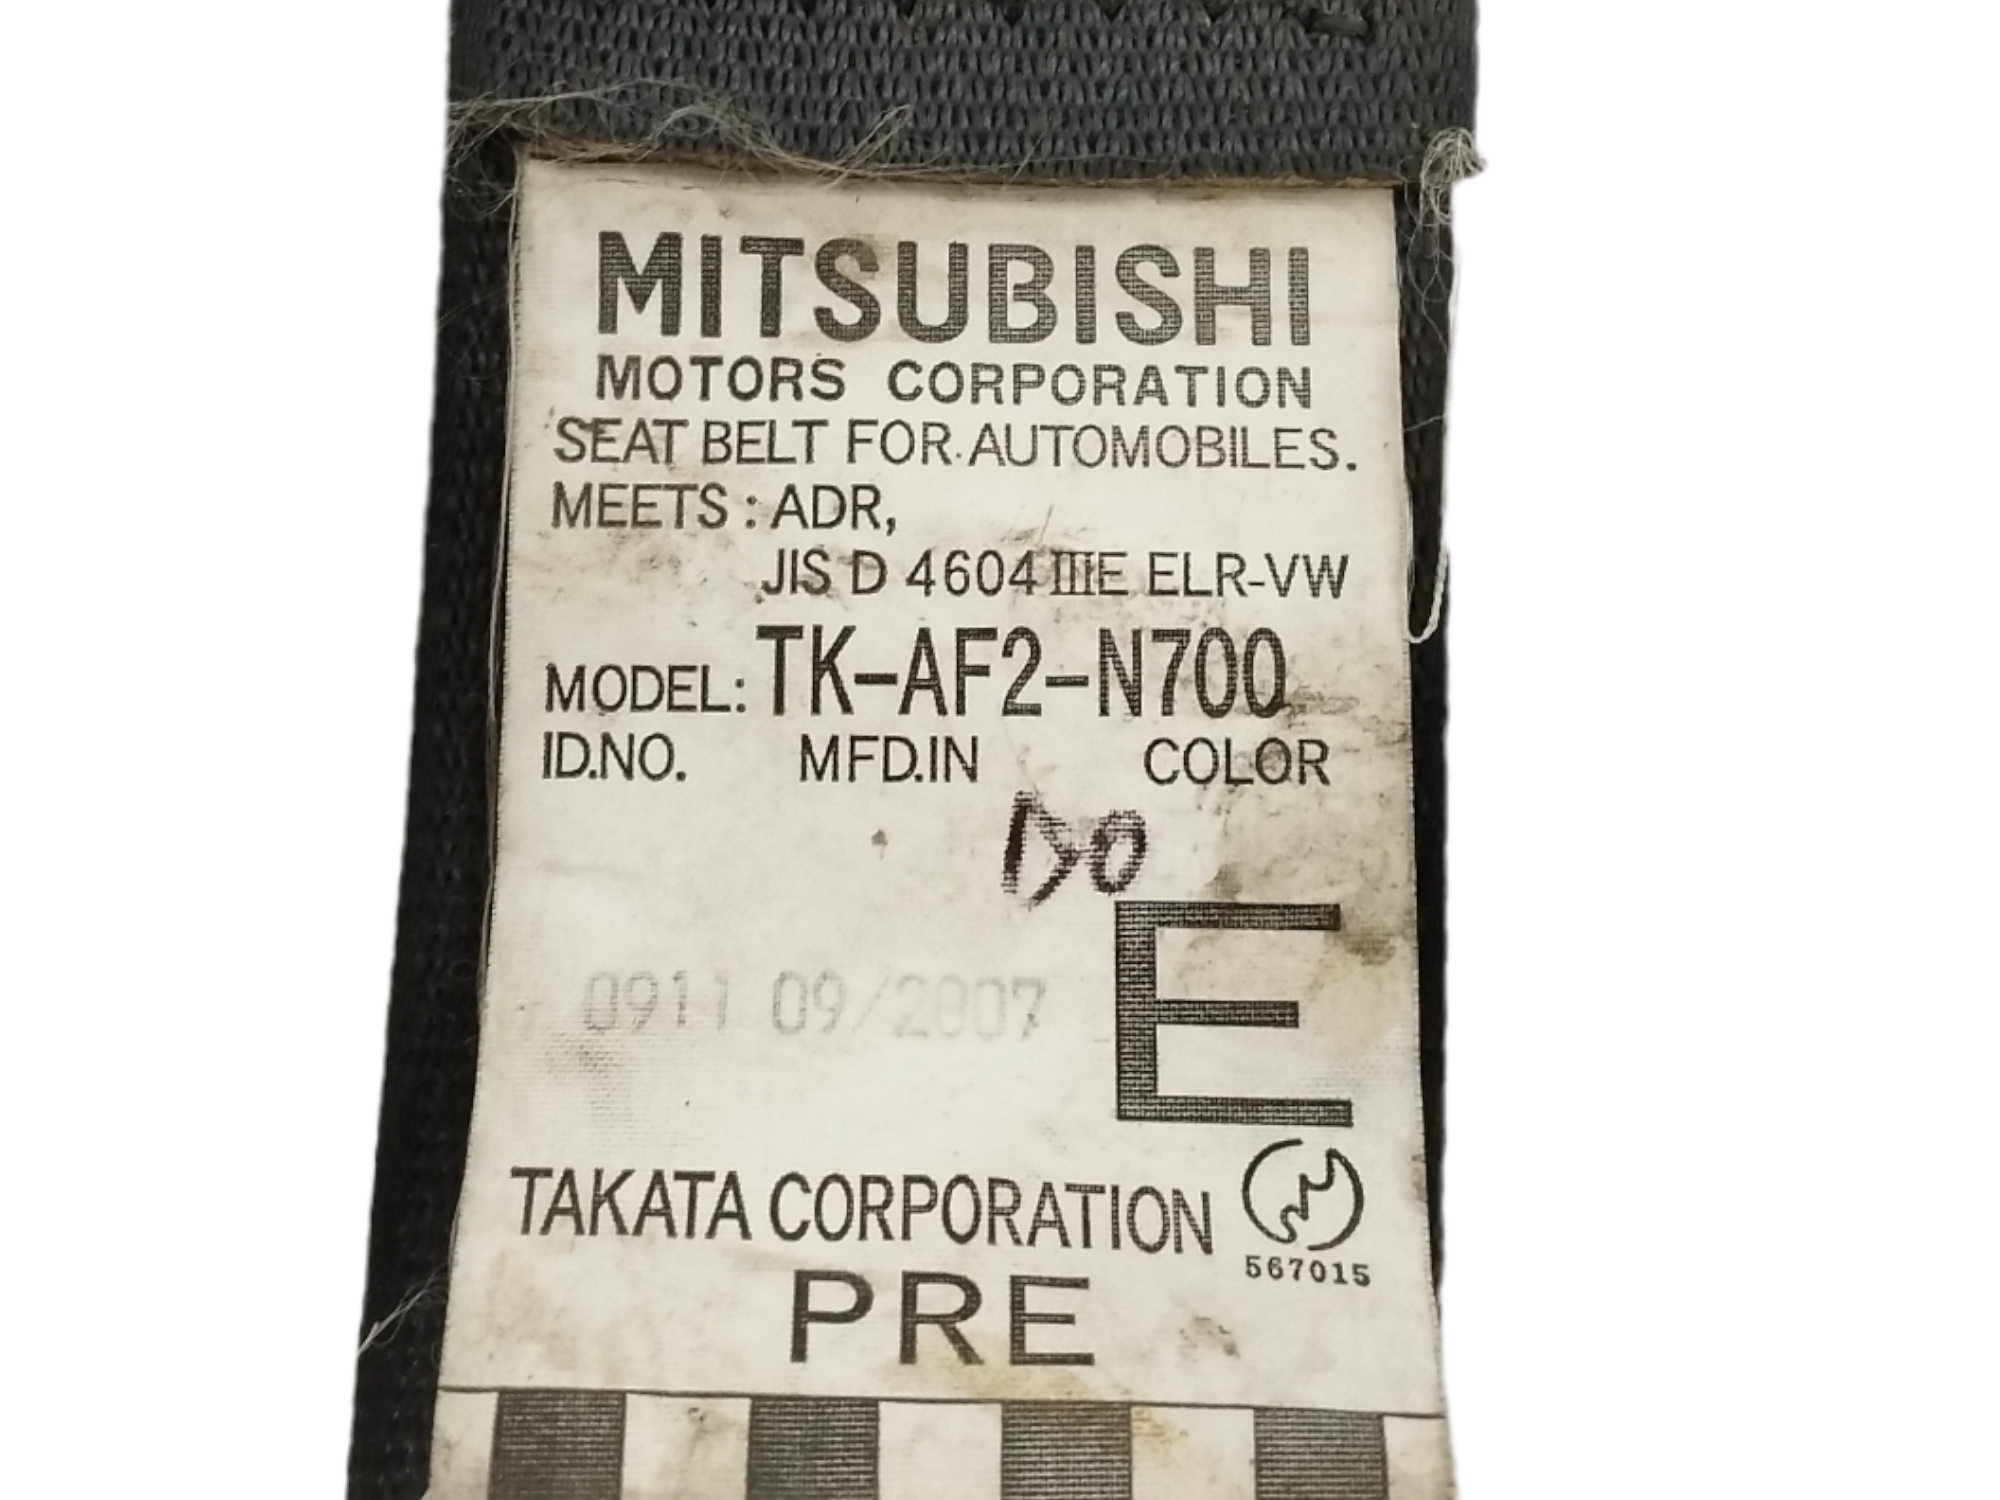 MITSUBISHI
MOTORS CORPORATION
SEAT BELT FOR AUTOMOBILES.
MEETS : ADR,
JIS D 4604 IIIE ELR-VW
MODEL: TK-AF2-N700
ID.NO. MFD.IN COLOR
0911 09/2007
E
TAKATA CORPORATION
567015
PRE